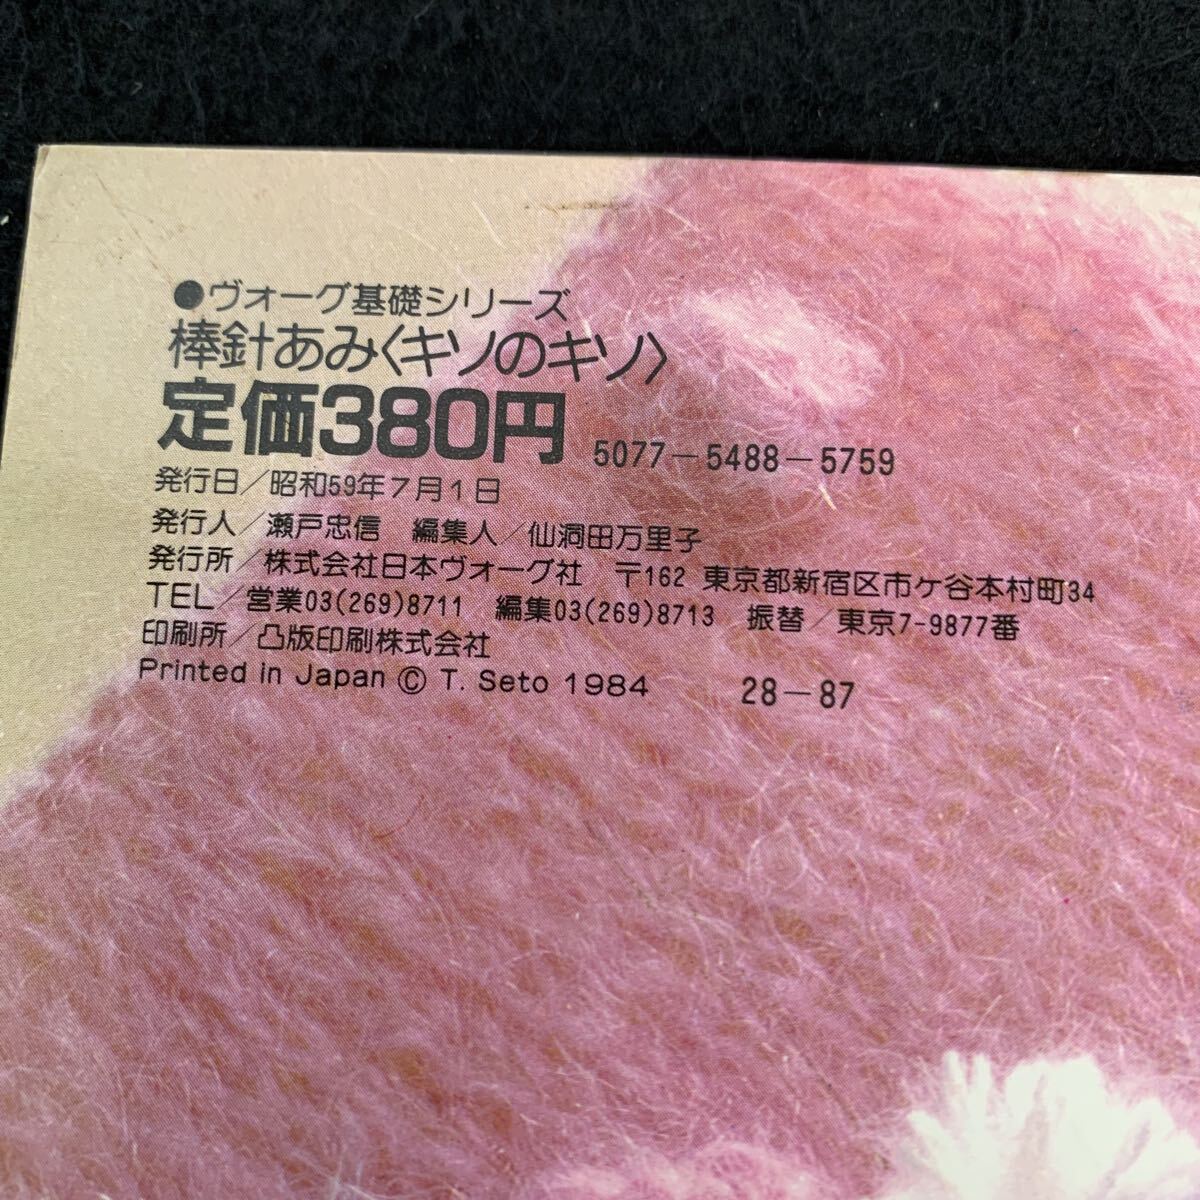 ●ヴォーグ基礎シリーズ
棒針あみ〈キソのキソ〉
定価380円 5077-5488-5759
発行日／昭和59年7月1日
発行人／瀬戸忠信 編集人／仙洞田万里子
発行所／株式会社日本ヴォーグ社 〒162 東京都新宿区市ケ谷本村町34
TEL／営業03(269)8711 編集03(269)8713 振替／東京7-9877番
印刷所／凸版印刷株式会社
Printed in Japan © T. Seto 1984 28-87